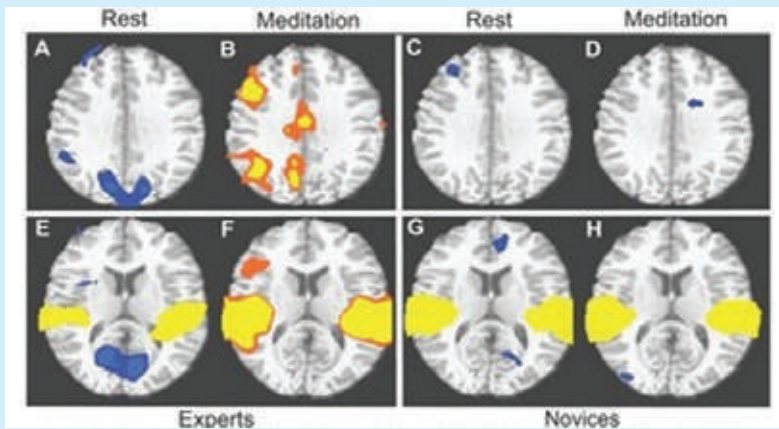 Rest Meditation Rest Meditation
A B C D
E F G H
Experts Novices